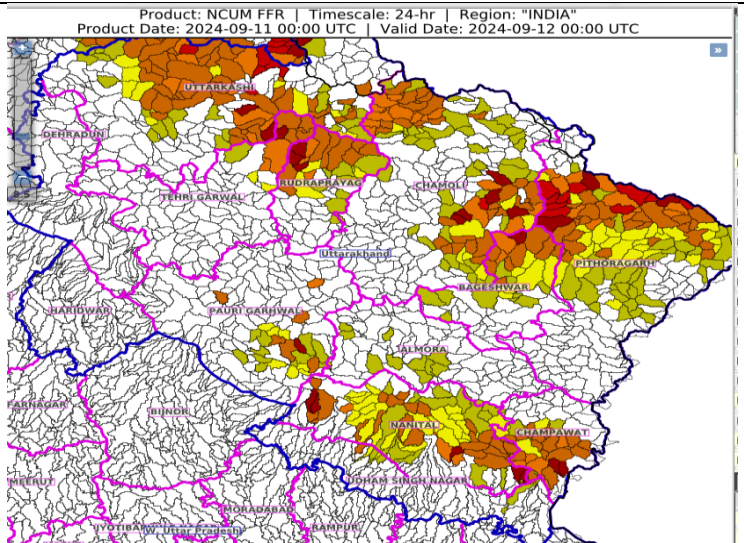 Product: NCUM FFR | Timescale: 24-hr | Region: "INDIA"
Product Date: 2024-09-11 00:00 UTC | Valid Date: 2024-09-12 00:00 UTC
»
UTTARKASHI
DEHRADUN
RUDRAPRAYAG
CHAMOLI
TEHRI GARWAL
Uttarakhand
PITHORAGARH
BAGESHWAR
HARIDWAR
PAURI GARHWAL
ALMORA
FARNAGAR
BIJNOR
NANITAL
CHAMPAWAT
MEERUT
UDHAM SINGH NAGAR
MORADABAD
W. Uttar Pradesh
RAMPUR